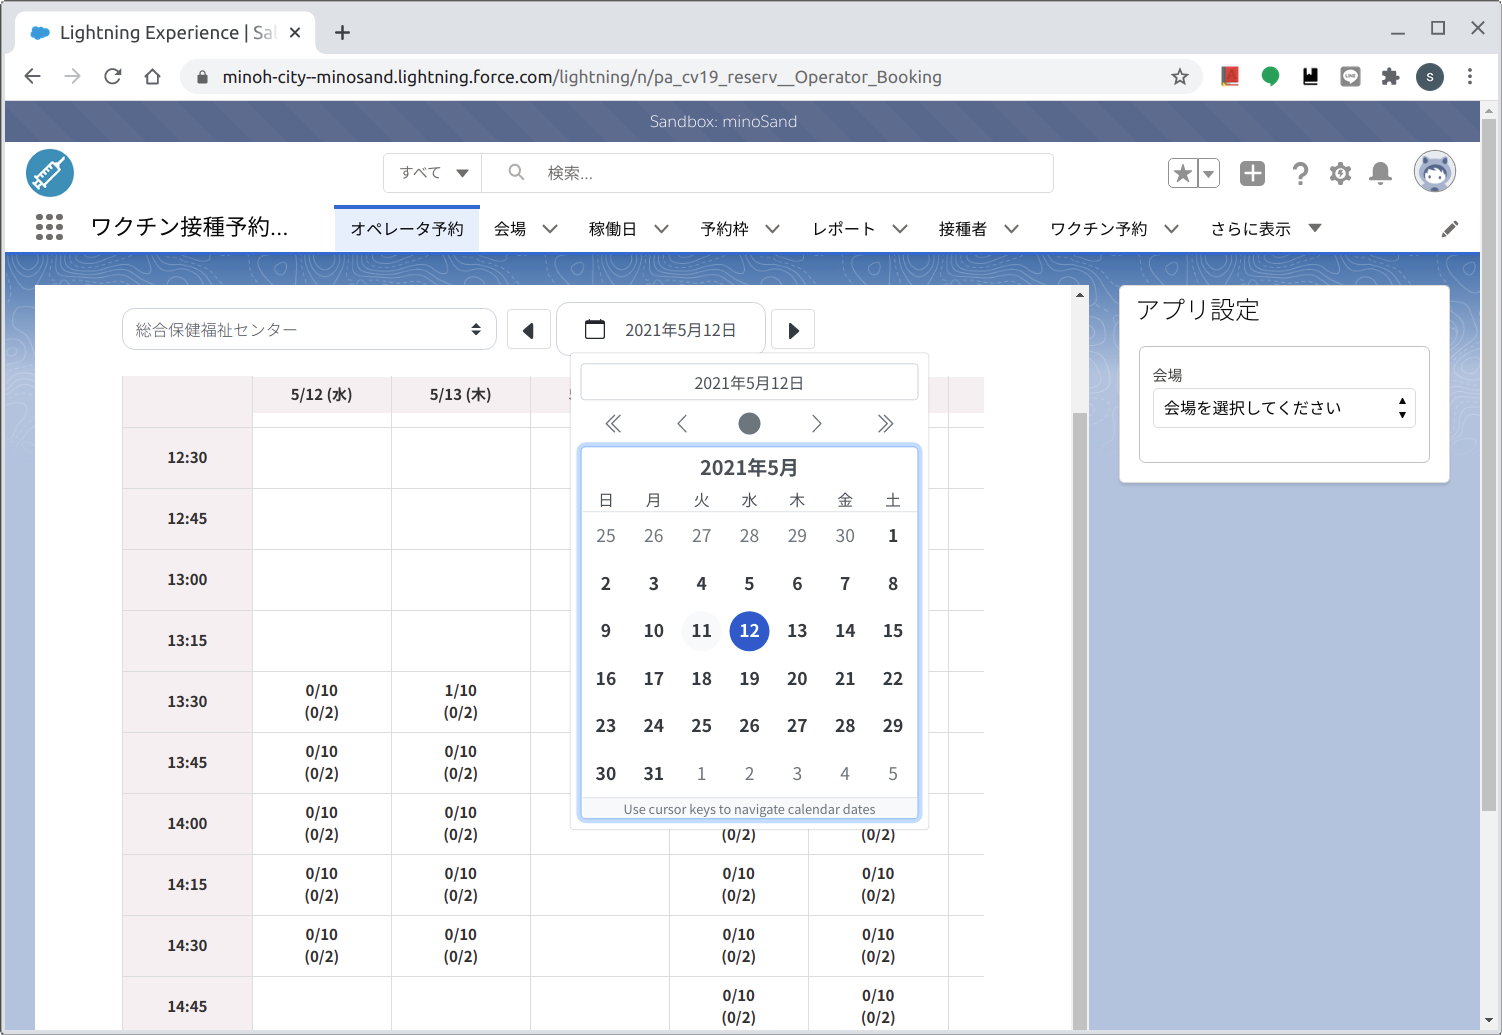 Lightning Experience | Sal
minoh-city--minosand.lightning.force.com/lightning/n/pa_cv19_reserv__Operator_Booking
S
Sandbox: minoSand
すべて
検索...
ワクチン接種予約...
オペレータ予約
会場
稼働日
予約枠
レポート
接種者
ワクチン予約
さらに表示
総合保健福祉センター
2021年5月12日
アプリ設定
会場
会場を選択してください
5/12 (水) 5/13 (木)
2021年5月12日
2021年5月
日 月 火 水 木 金 土
25 26 27 28 29 30 1
2 3 4 5 6 7 8
9 10 11 12 13 14 15
16 17 18 19 20 21 22
23 24 25 26 27 28 29
30 31 1 2 3 4 5
Use cursor keys to navigate calendar dates
12:30
12:45
13:00
13:15
13:30 0/10 1/10
(0/2) (0/2)
13:45 0/10 0/10
(0/2) (0/2)
14:00 0/10 0/10
(0/2) (0/2) (0/2) (0/2)
14:15 0/10 0/10 0/10 0/10
(0/2) (0/2) (0/2) (0/2)
14:30 0/10 0/10 0/10 0/10
(0/2) (0/2) (0/2) (0/2)
14:45 0/10 0/10
(0/2) (0/2)